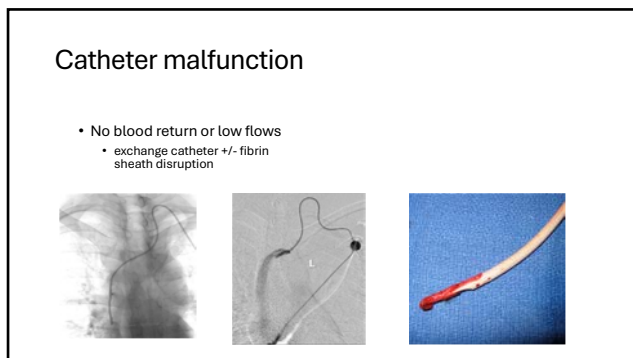 Catheter malfunction
• No blood return or low flows
• exchange catheter +/- fibrin
sheath disruption
L